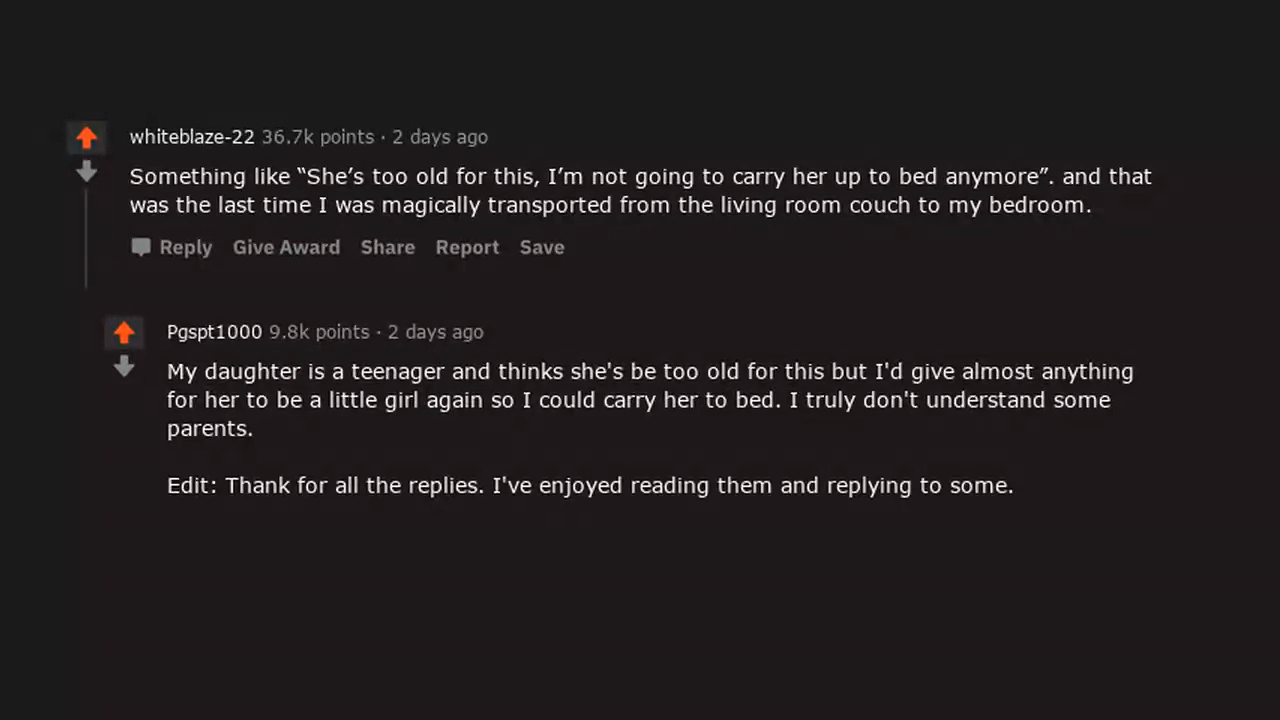 whiteblaze-22 36.7k points · 2 days ago
Something like “She’s too old for this, I’m not going to carry her up to bed anymore”. and that
was the last time I was magically transported from the living room couch to my bedroom.
Reply Give Award Share Report Save
Pgspt1000 9.8k points · 2 days ago
My daughter is a teenager and thinks she's be too old for this but I'd give almost anything
for her to be a little girl again so I could carry her to bed. I truly don't understand some
parents.
Edit: Thank for all the replies. I've enjoyed reading them and replying to some.